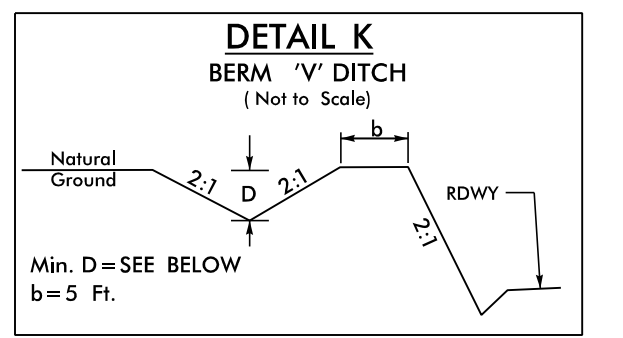 DETAIL K
BERM 'V' DITCH
( Not to Scale)
b
Natural
Ground
2:1
D
2:1
2:1
RDWY
Min. D=SEE BELOW
b=5 Ft.